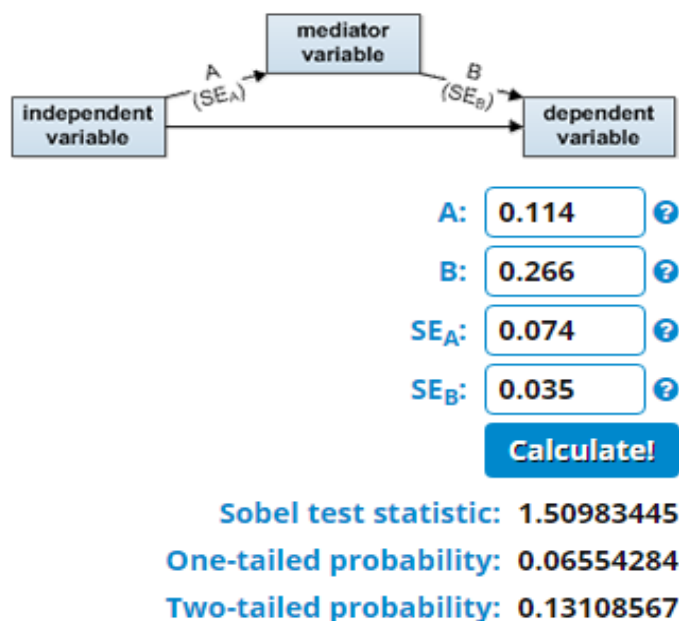 mediator
variable
A
(SEA)
B
(SEB)
independent
variable
dependent
variable
A: 0.114 ?
B: 0.266 ?
SEA: 0.074 ?
SEB: 0.035 ?
Calculate!
Sobel test statistic: 1.50983445
One-tailed probability: 0.06554284
Two-tailed probability: 0.13108567